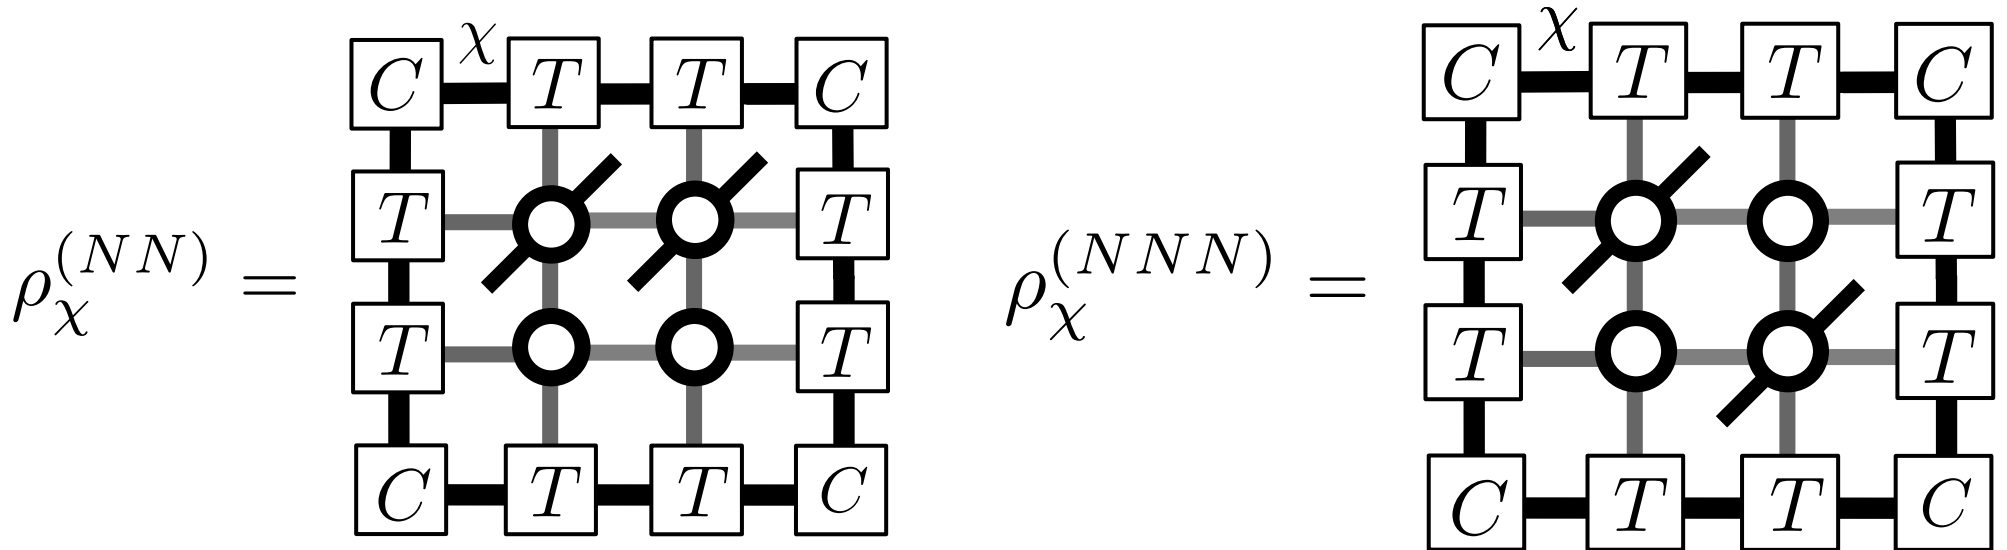 χ χ
C T T C C T T C
T T T T
ρ_χ^{(NN)} = ρ_χ^{(NNN)} =
T T T T
C T T C C T T C